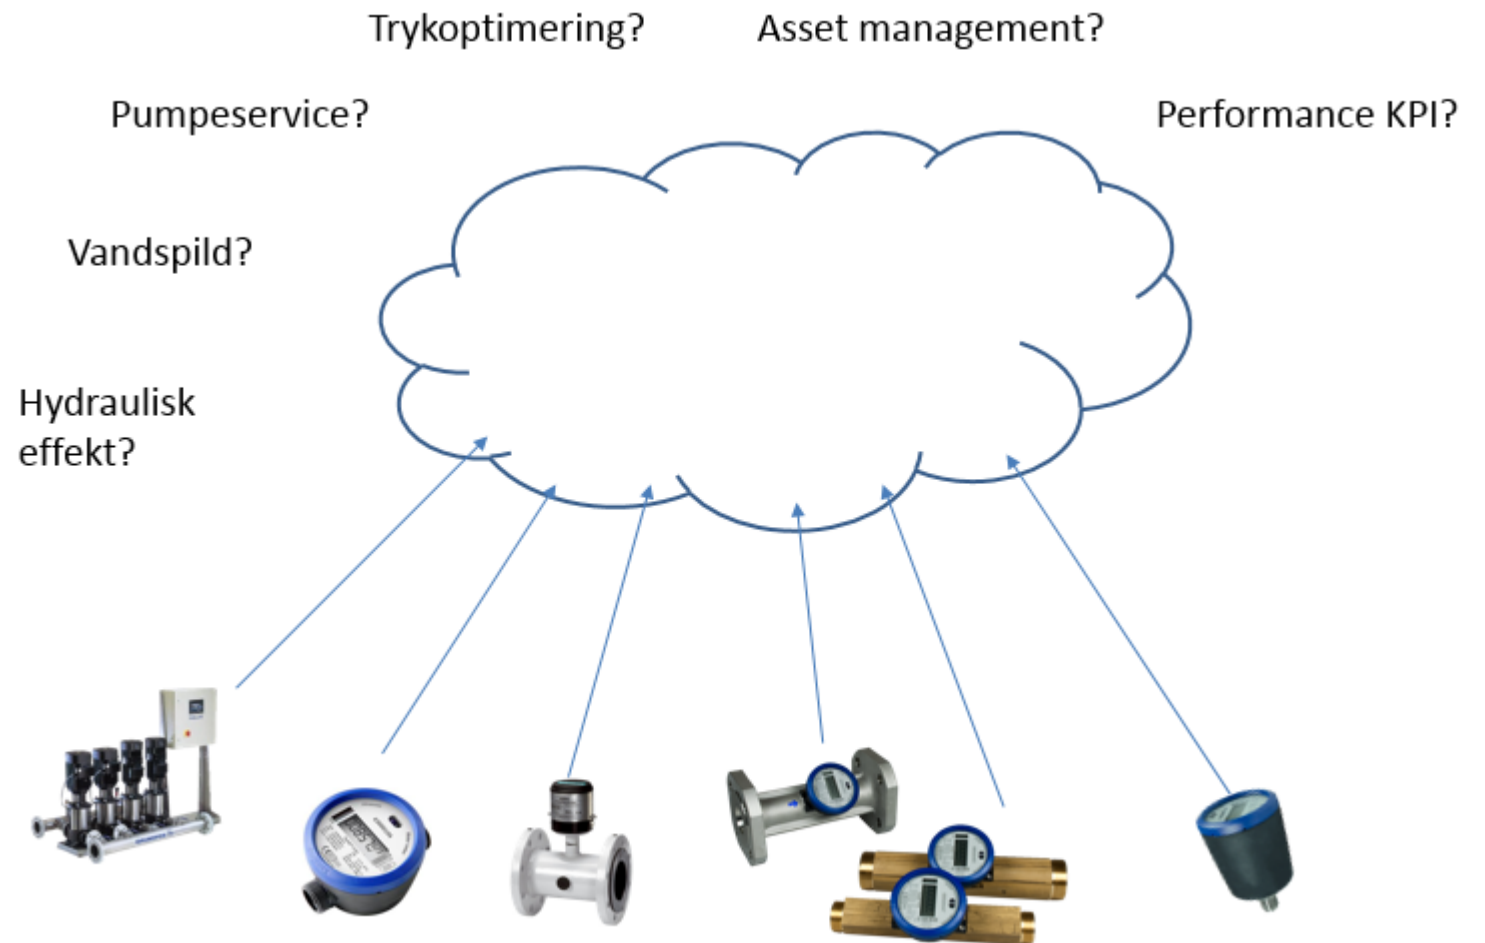 Trykoptimering?
Asset management?
Pumpeservice?
Performance KPI?
Vandspild?
Hydraulisk
effekt?